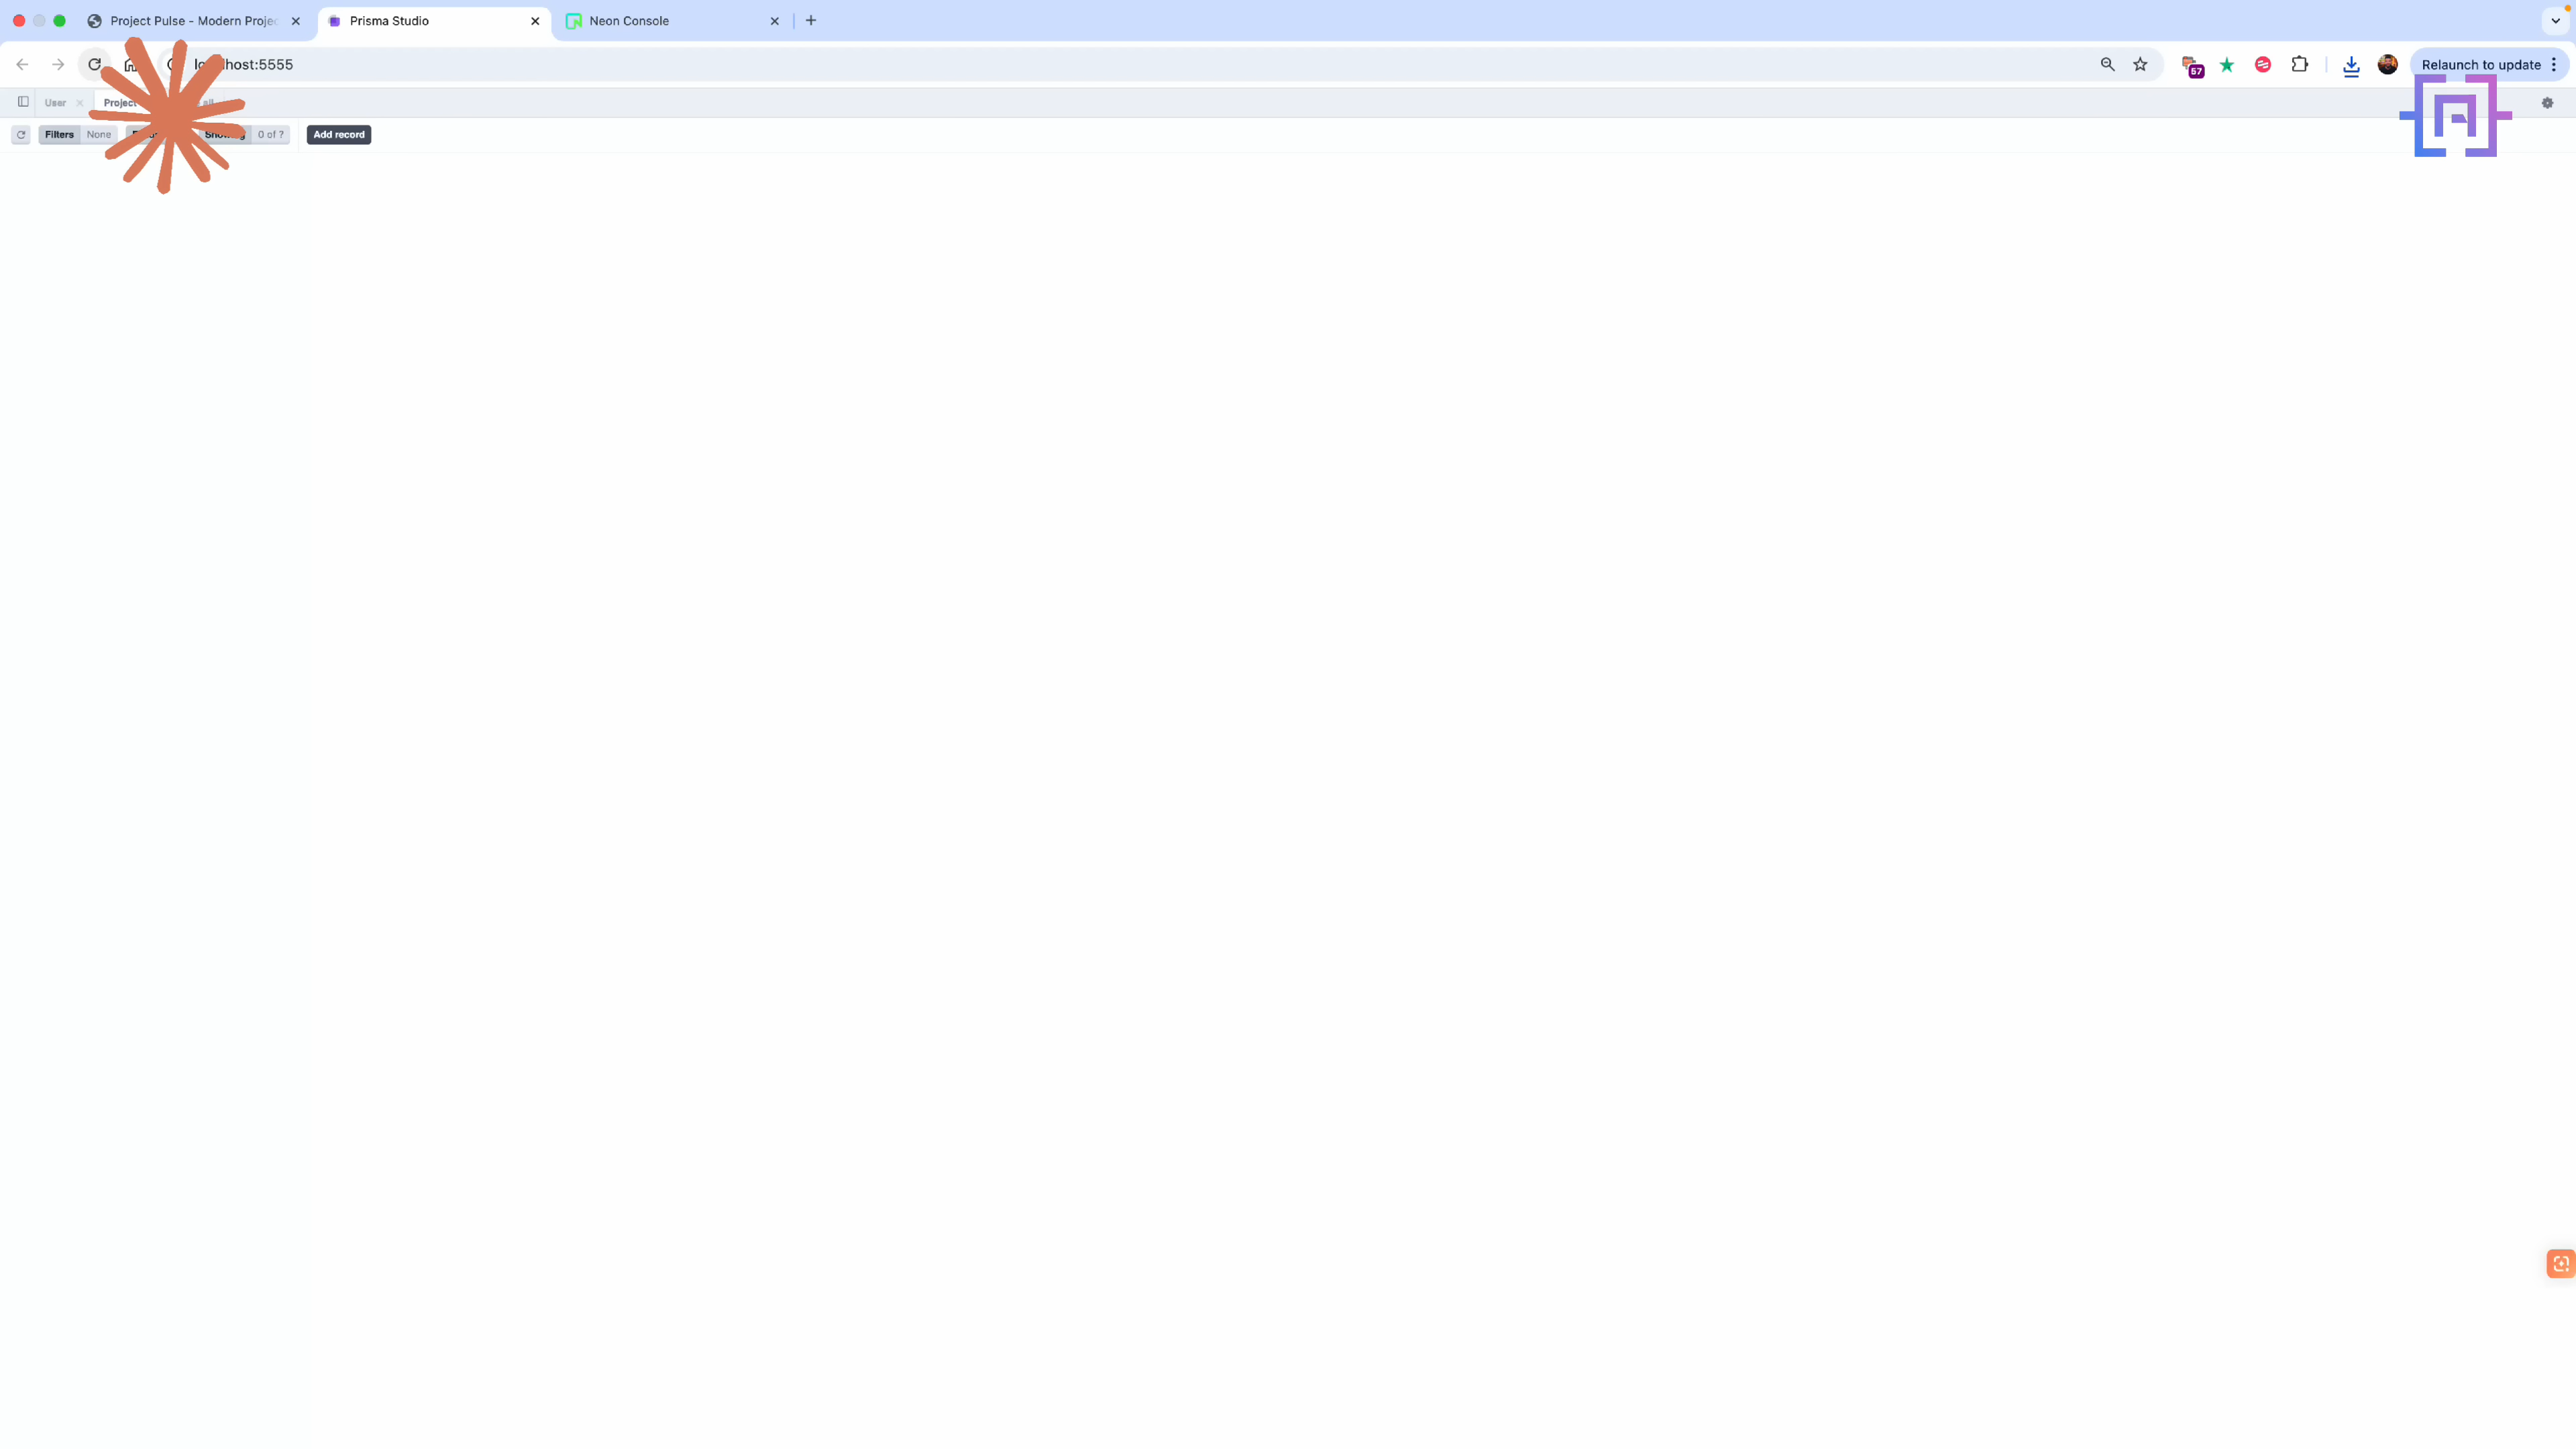 Project Pulse - Modern Projec
Prisma Studio
Neon Console
host:5555
57
Relaunch to update
User
Project
Filters None
0 of ?
Add record